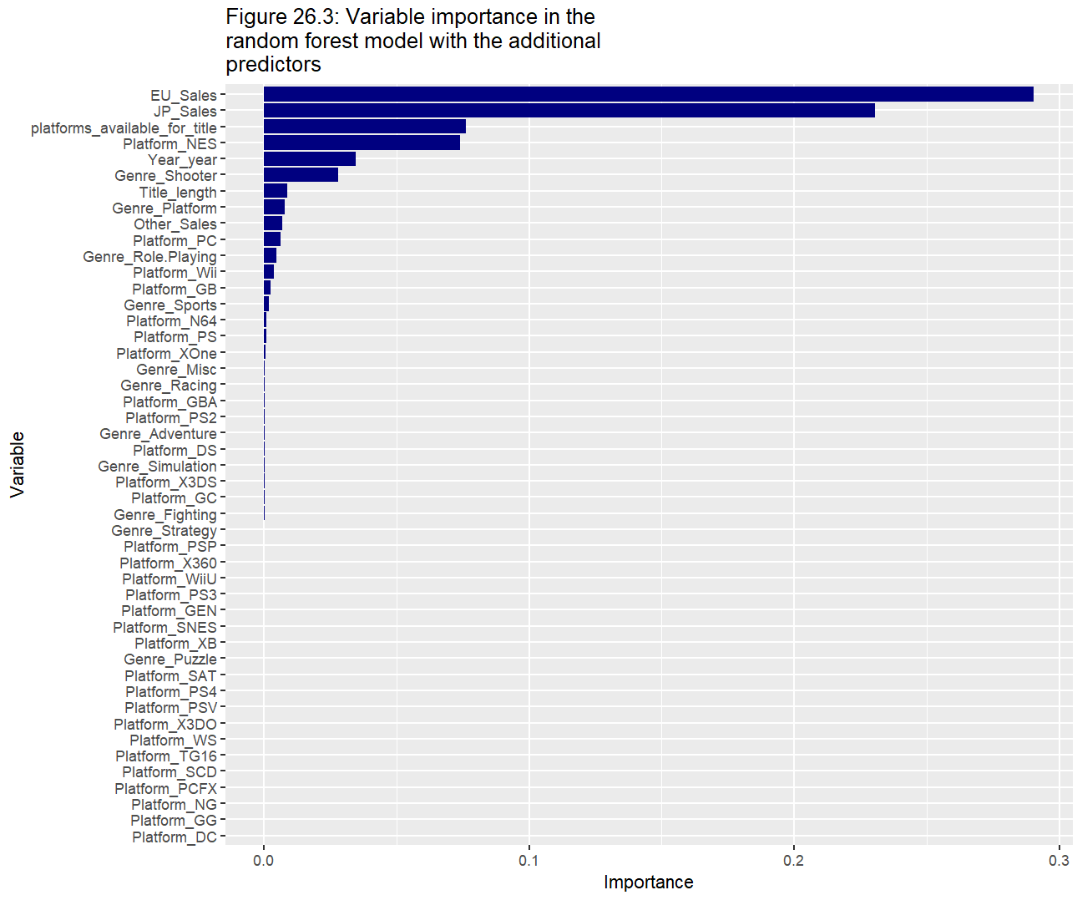 Figure 26.3: Variable importance in the
random forest model with the additional
predictors
EU_Sales
JP_Sales
platforms_available_for_title
Platform_NES
Year_year
Genre_Shooter
Title_length
Genre_Platform
Other_Sales
Platform_PC
Genre_Role.Playing
Platform_Wii
Platform_GB
Genre_Sports
Platform_N64
Platform_PS
Platform_XOne
Genre_Misc
Genre_Racing
Platform_GBA
Platform_PS2
Genre_Adventure
Platform_DS
Genre_Simulation
Platform_X3DS
Platform_GC
Genre_Fighting
Genre_Strategy
Platform_PSP
Platform_X360
Platform_WiiU
Platform_PS3
Platform_GEN
Platform_SNES
Platform_XB
Genre_Puzzle
Platform_SAT
Platform_PS4
Platform_PSV
Platform_X3DO
Platform_WS
Platform_TG16
Platform_SCD
Platform_PCFX
Platform_NG
Platform_GG
Platform_DC
Variable
0.0 0.1 0.2 0.3
Importance